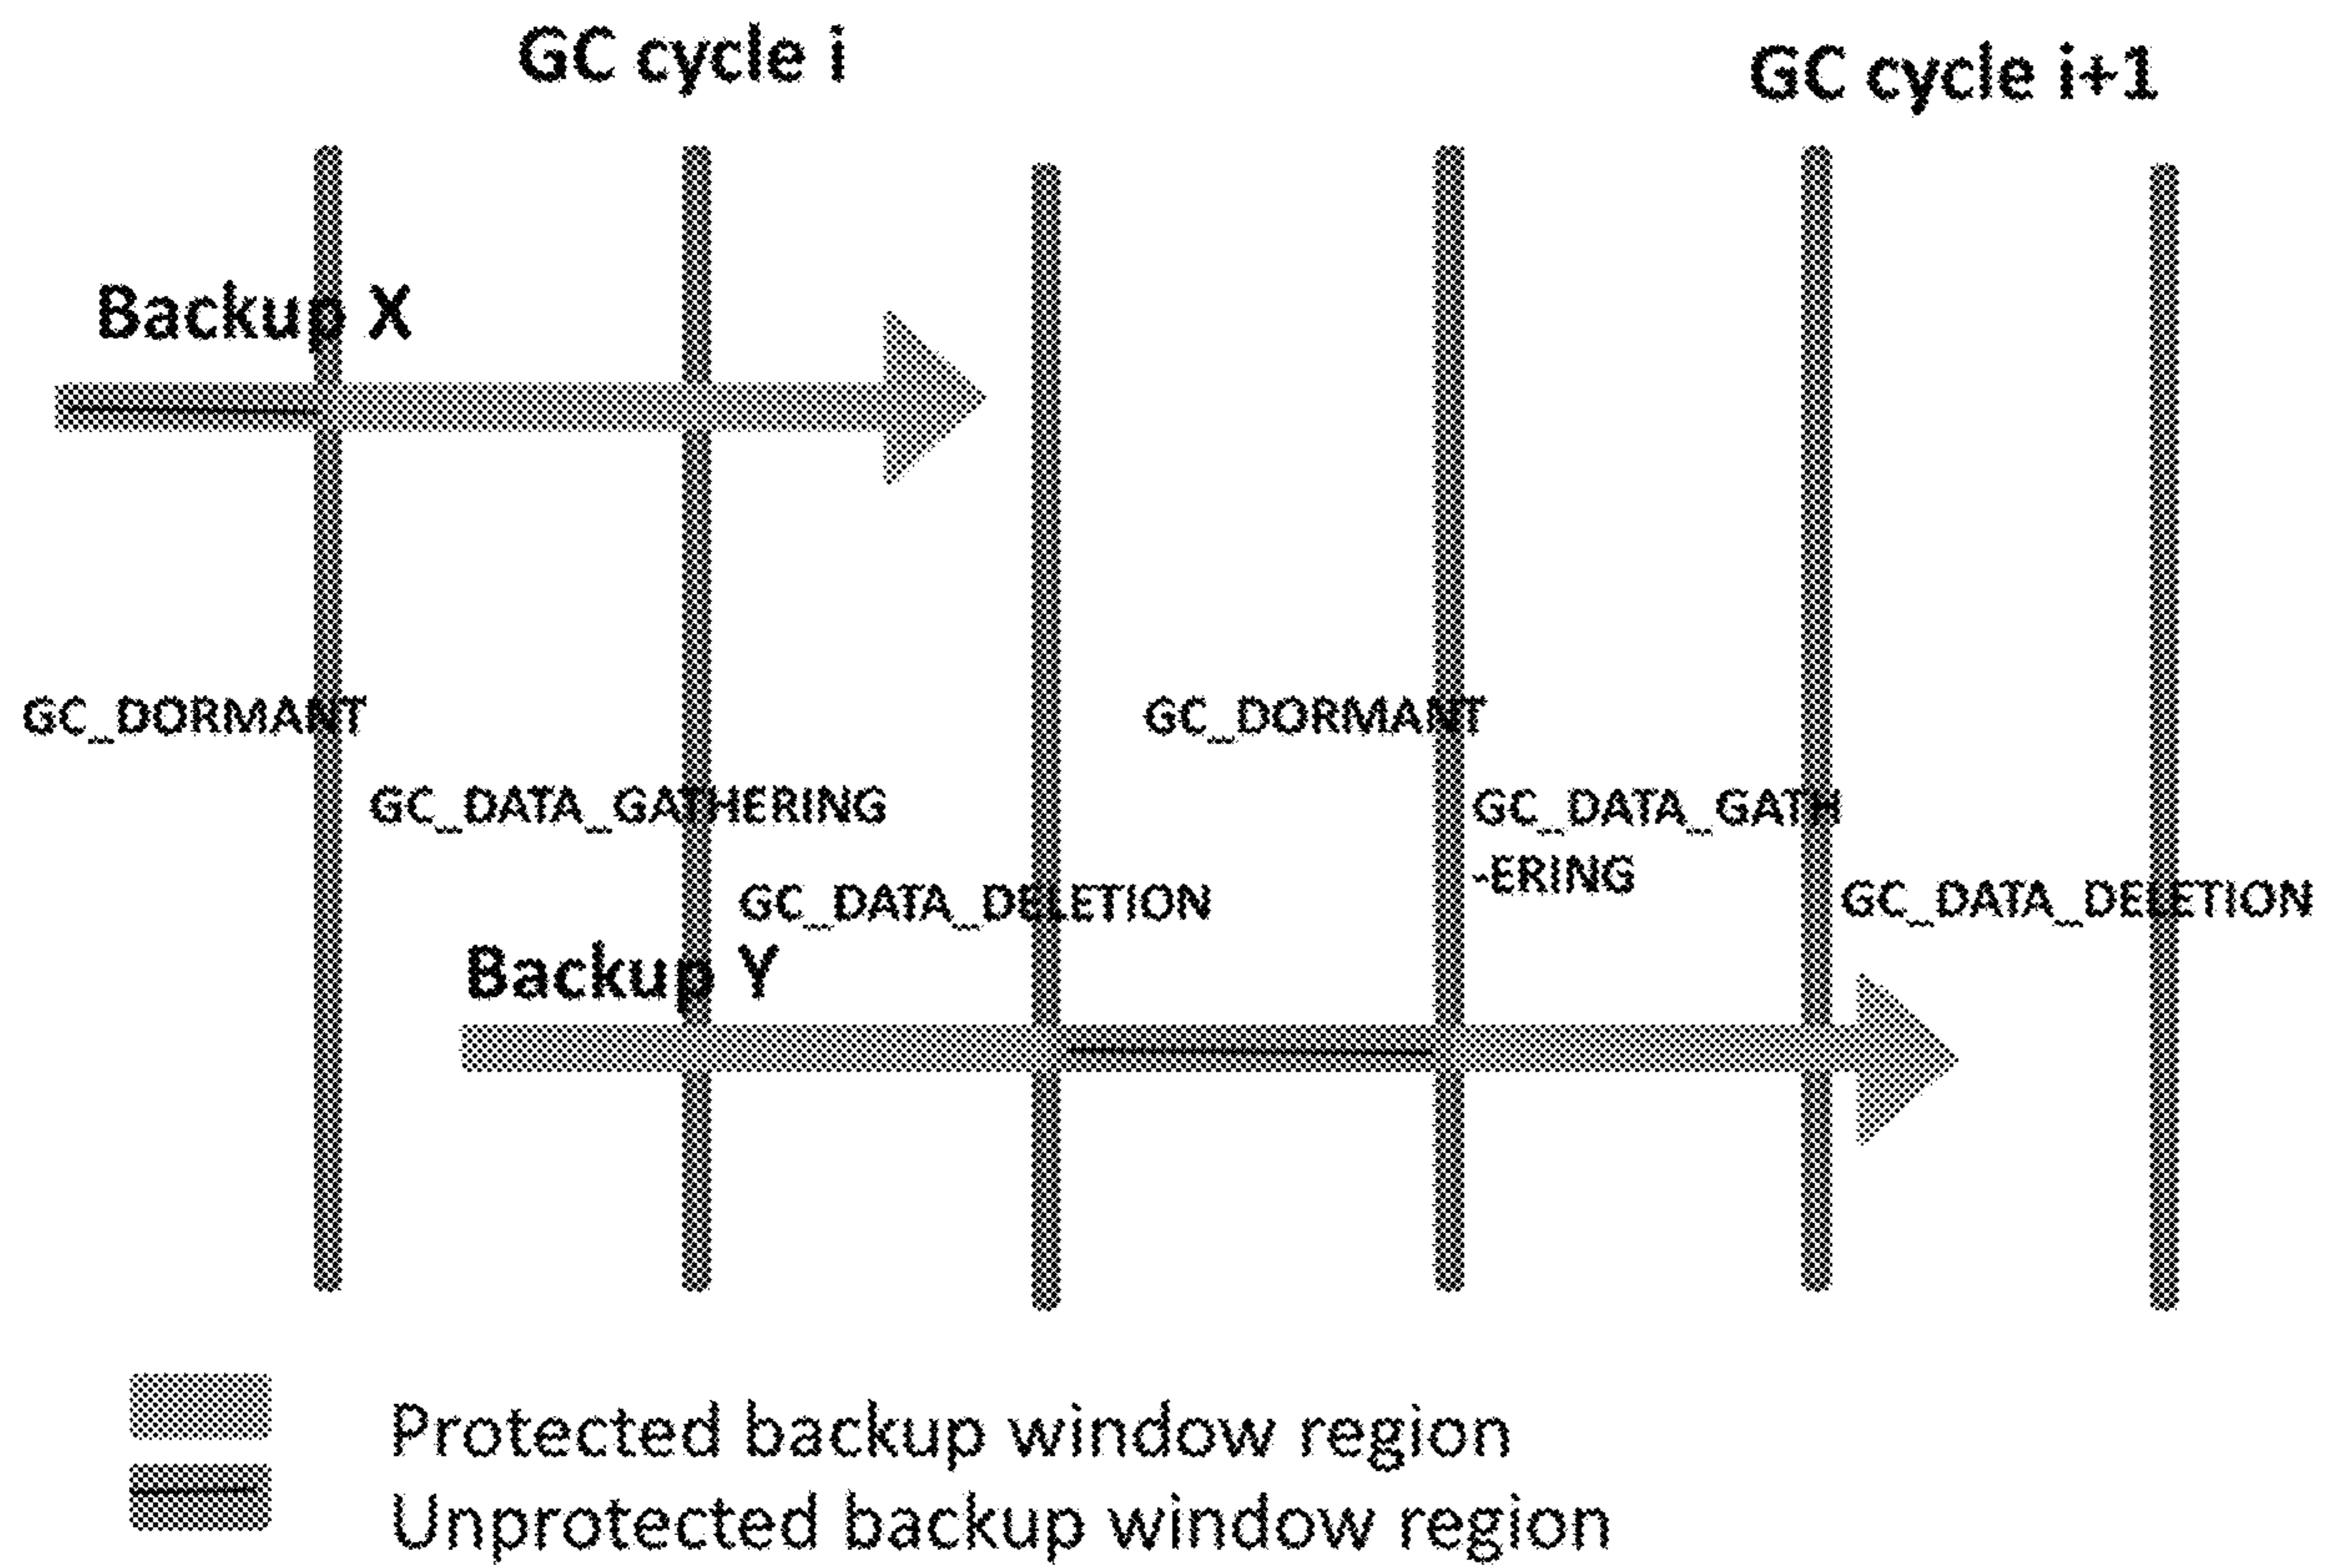 GC cycle i
GC cycle i+1
Backup X
GC_DORMANT
GC_DORMANT
GC_DATA_GATHERING
GC_DATA_GATH
-ERING
GC_DATA_DELETION
GC_DATA_DELETION
Backup Y
Protected backup window region
Unprotected backup window region